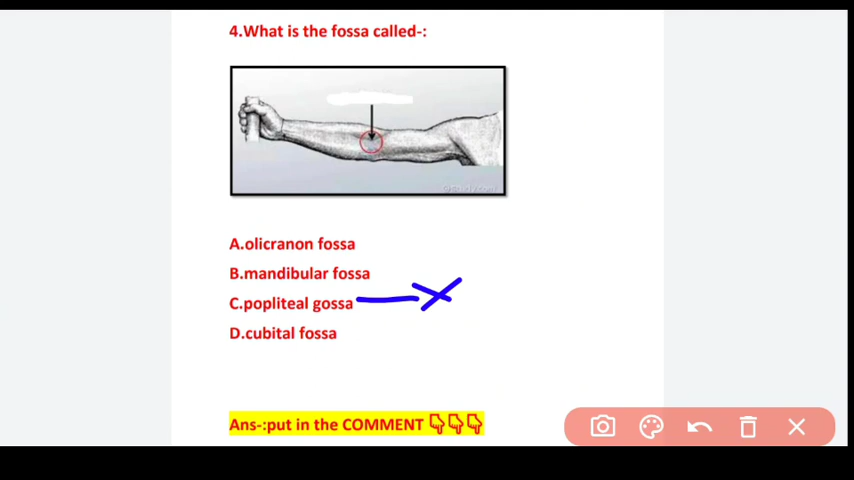 4.What is the fossa called-:
A.olicranon fossa
B.mandibular fossa
C.popliteal gossa
D.cubital fossa
Ans-:put in the COMMENT 👇👇👇